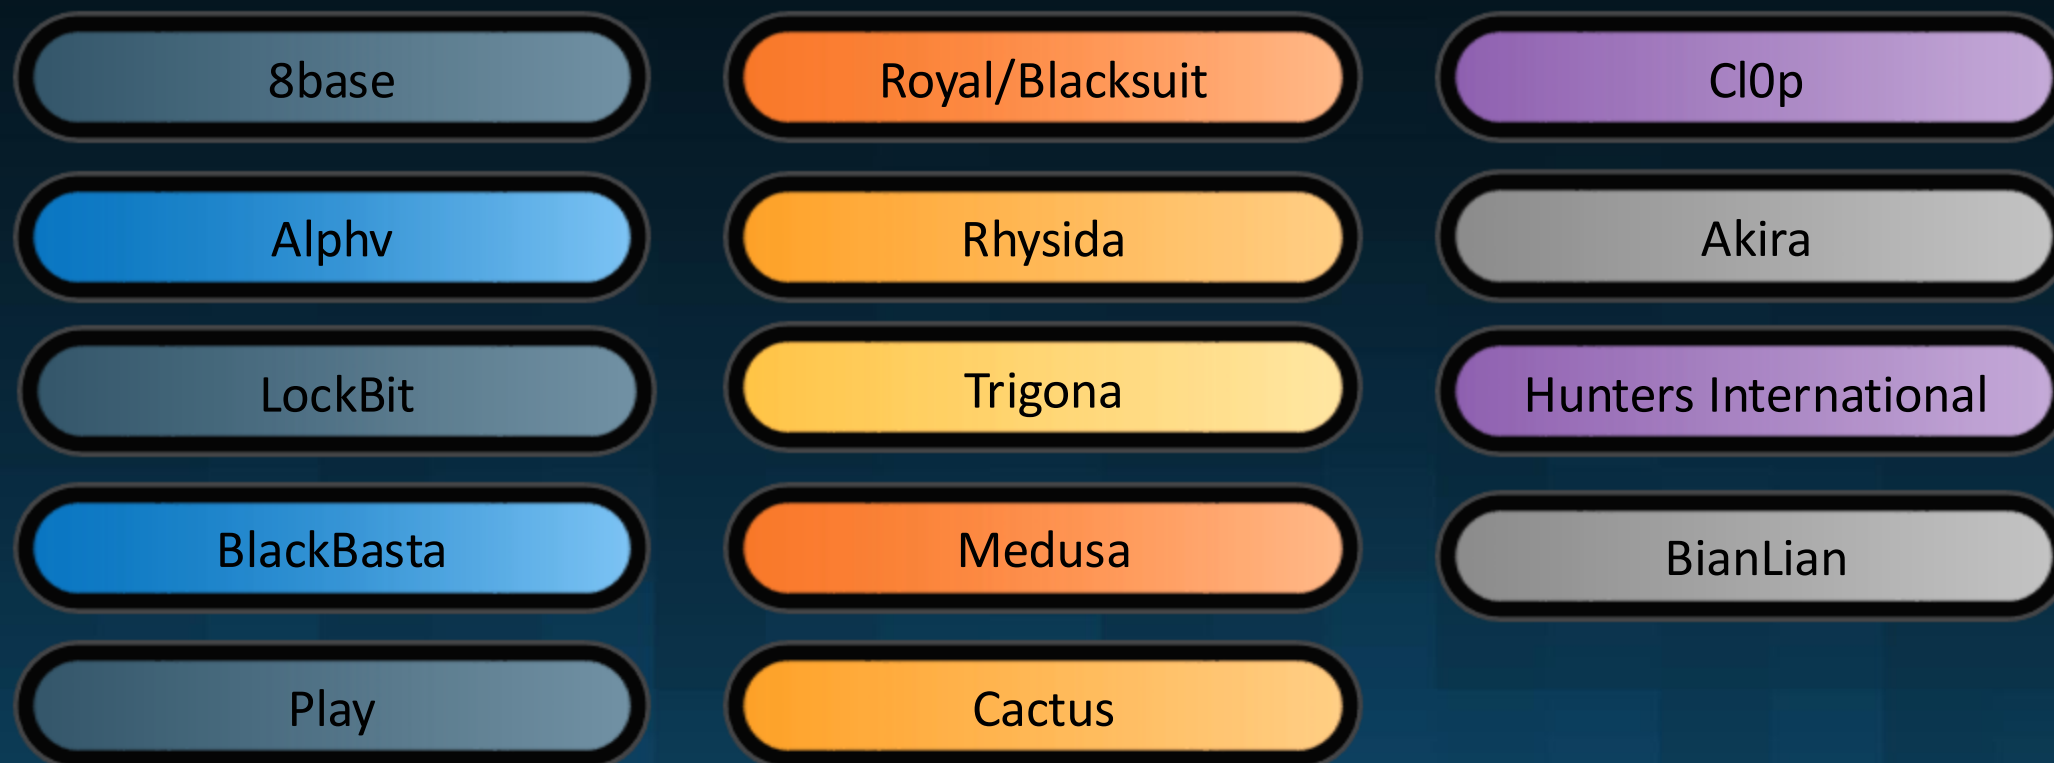 8base
Alphv
LockBit
BlackBasta
Play
Royal/Blacksuit
Rhysida
Trigona
Medusa
Cactus
Cl0p
Akira
Hunters International
BianLian